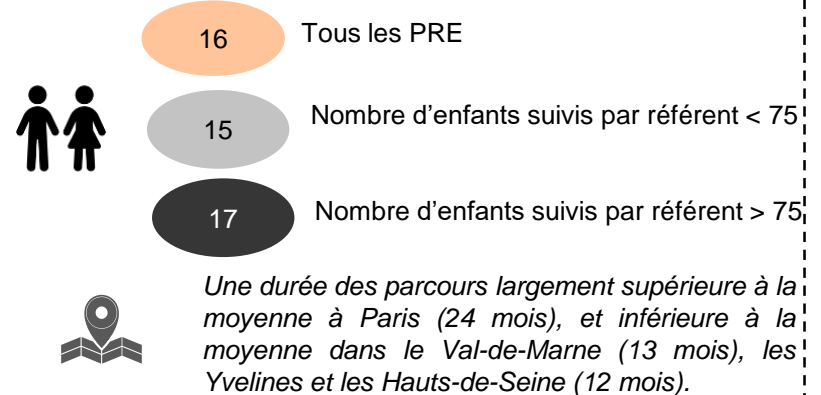 16 Tous les PRE
15 Nombre d'enfants suivis par référent < 75
17 Nombre d'enfants suivis par référent > 75
Une durée des parcours largement supérieure à la
moyenne à Paris (24 mois), et inférieure à la
moyenne dans le Val-de-Marne (13 mois), les
Yvelines et les Hauts-de-Seine (12 mois).